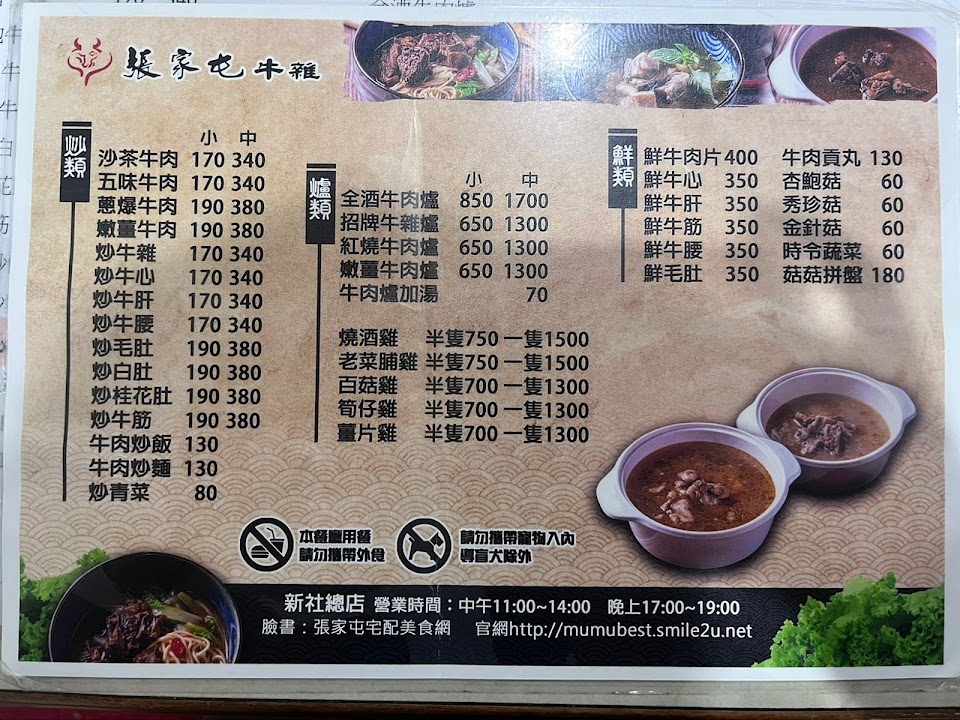 全酒牛肉爐
張家屯牛雜
炒類
小 中
沙茶牛肉 170 340
五味牛肉 170 340
蔥爆牛肉 190 380
嫩薑牛肉 190 380
炒牛雜 170 340
炒牛心 170 340
炒牛肝 170 340
炒牛腰 170 340
炒毛肚 190 380
炒白肚 190 380
炒桂花肚 190 380
炒牛筋 190 380
牛肉炒飯 130
牛肉炒麵 130
炒青菜 80
爐類
小 中
全酒牛肉爐 850 1700
招牌牛雜爐 650 1300
紅燒牛肉爐 650 1300
嫩薑牛肉爐 650 1300
牛肉爐加湯 70
燒酒雞 半隻750 一隻1500
老菜脯雞 半隻750 一隻1500
百菇雞 半隻700 一隻1300
筍仔雞 半隻700 一隻1300
薑片雞 半隻700 一隻1300
鮮類
鮮牛肉片 400
鮮牛心 350
鮮牛肝 350
鮮牛筋 350
鮮牛腰 350
鮮毛肚 350
牛肉貢丸 130
杏鮑菇 60
秀珍菇 60
金針菇 60
時令蔬菜 60
菇菇拼盤 180
本餐廳用餐
請勿攜帶外食
請勿攜帶寵物入內
導盲犬除外
新社總店 營業時間：中午11:00~14:00 晚上17:00~19:00
臉書：張家屯宅配美食網 官網http://mumubest.smile2u.net